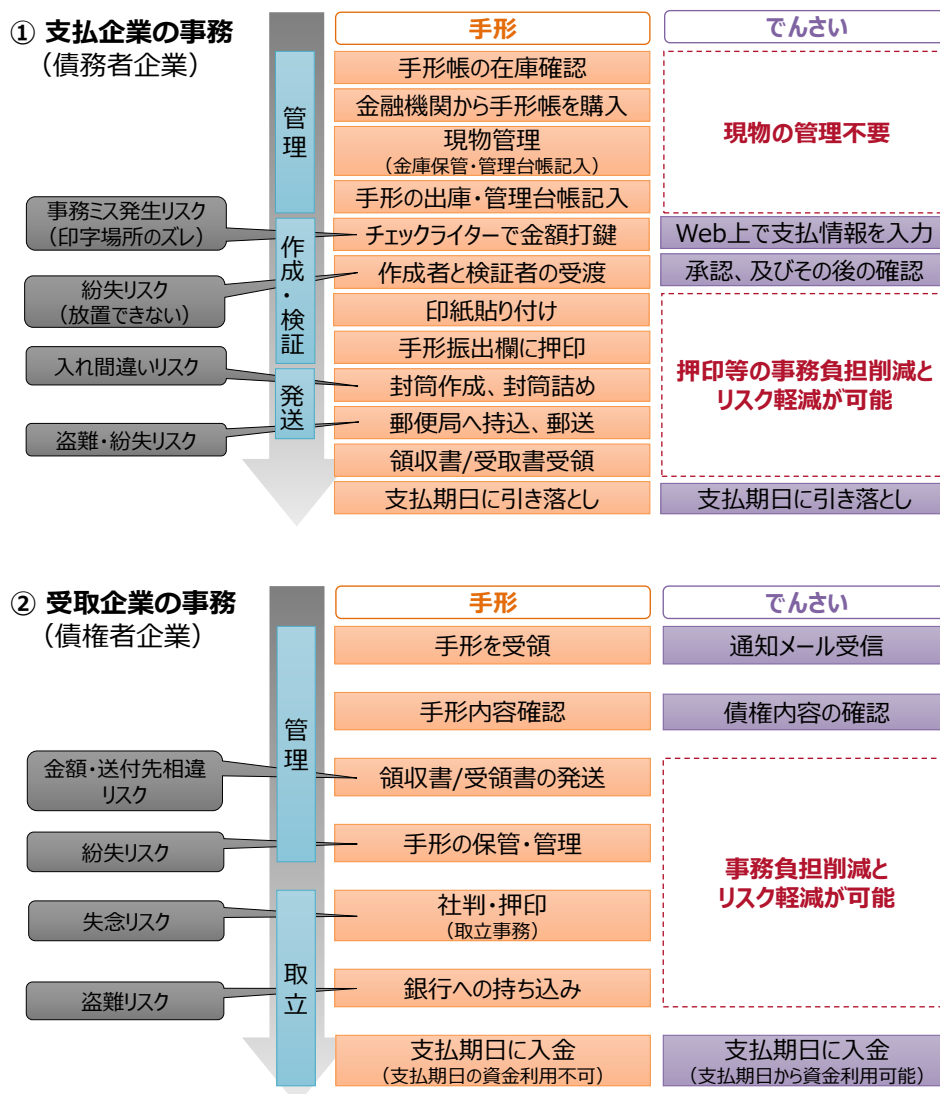 ① 支払企業の事務
（債務者企業）
手形
でんさい
管理
手形帳の在庫確認
金融機関から手形帳を購入
現物管理
（金庫保管・管理台帳記入）
手形の出庫・管理台帳記入
現物の管理不要
作成・検証
事務ミス発生リスク
（印字場所のズレ）
チェックライターで金額打鍵
Web上で支払情報を入力
紛失リスク
（放置できない）
作成者と検証者の受渡
承認、及びその後の確認
印紙貼り付け
手形振出欄に押印
発送
入れ間違いリスク
封筒作成、封筒詰め
盗難・紛失リスク
郵便局へ持込、郵送
領収書/受取書受領
押印等の事務負担削減と
リスク軽減が可能
支払期日に引き落とし
支払期日に引き落とし
② 受取企業の事務
（債権者企業）
手形
でんさい
管理
手形を受領
通知メール受信
手形内容確認
債権内容の確認
金額・送付先相違
リスク
領収書/受領書の発送
紛失リスク
手形の保管・管理
事務負担削減と
リスク軽減が可能
取立
失念リスク
社判・押印
（取立事務）
盗難リスク
銀行への持ち込み
支払期日に入金
（支払期日の資金利用不可）
支払期日に入金
（支払期日から資金利用可能）